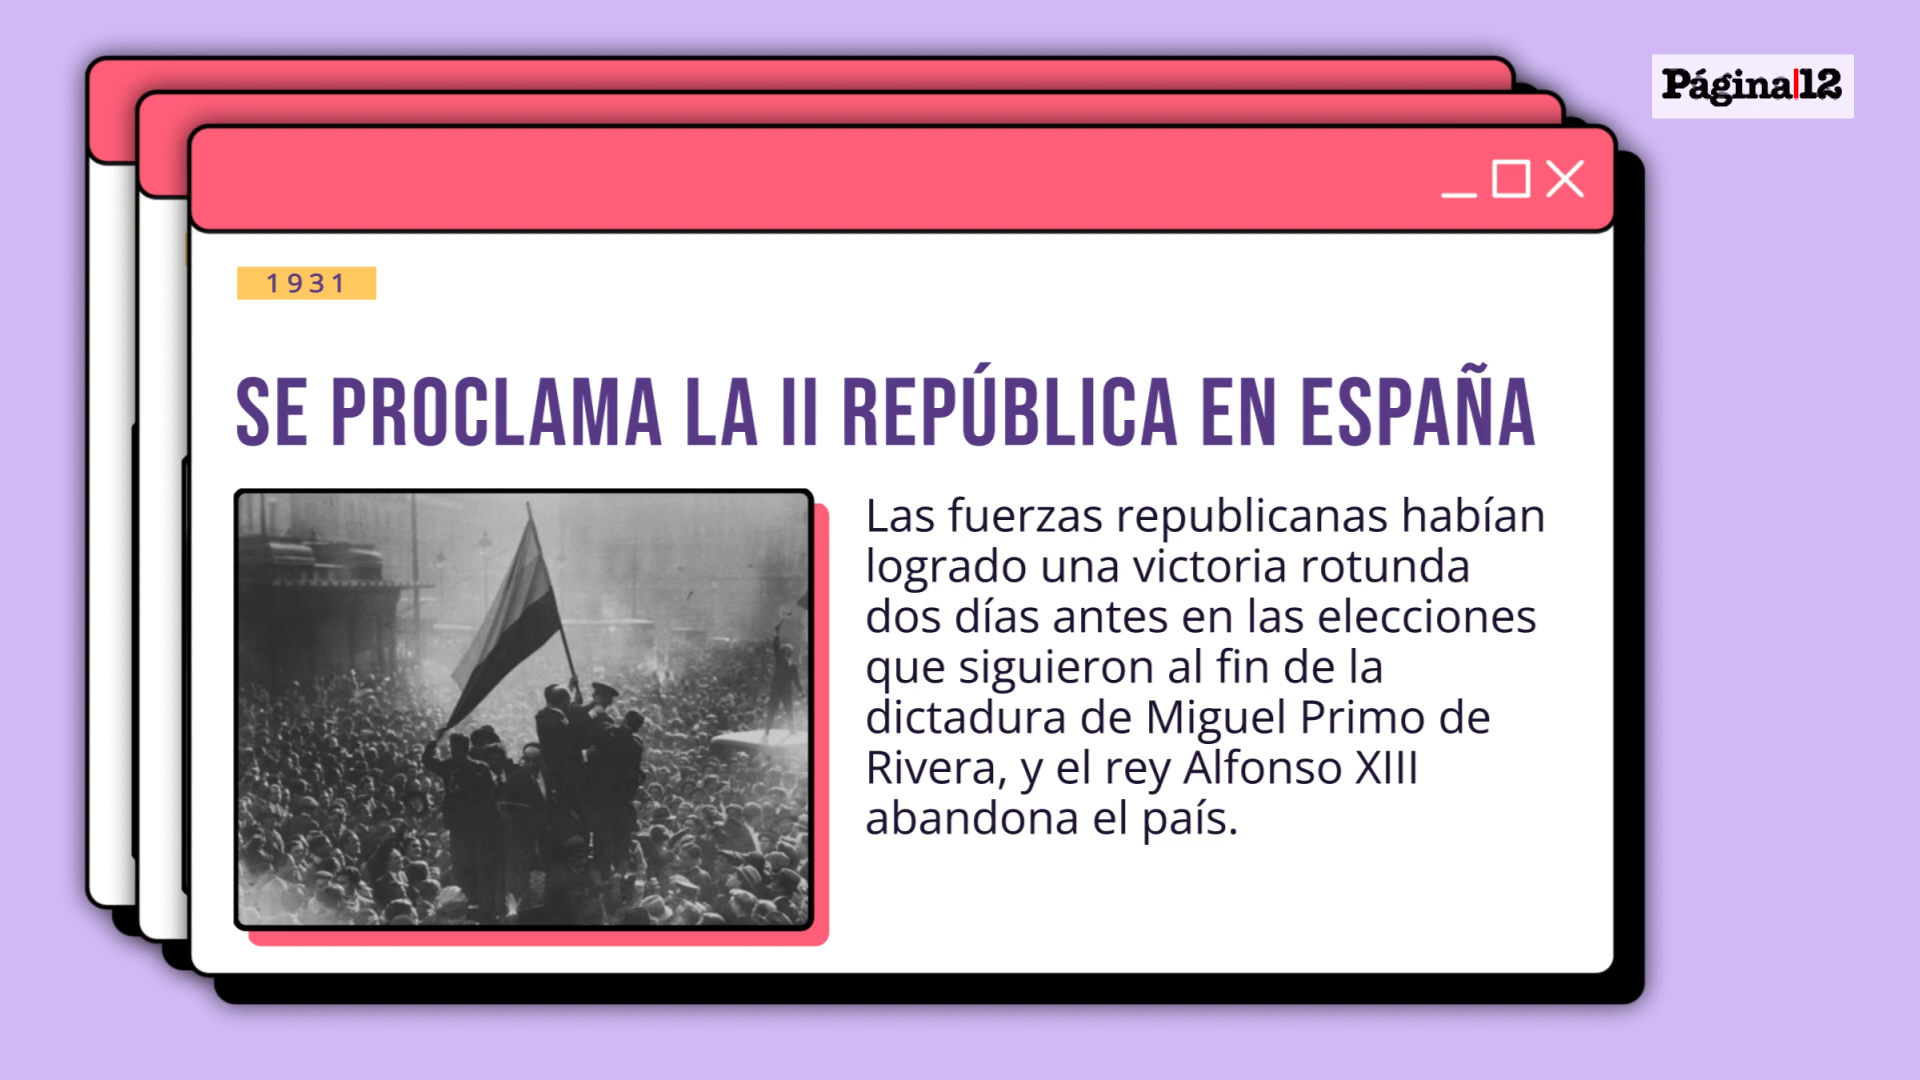 Página|12
1931
SE PROCLAMA LA II REPÚBLICA EN ESPAÑA
Las fuerzas republicanas habían
logrado una victoria rotunda
dos días antes en las elecciones
que siguieron al fin de la
dictadura de Miguel Primo de
Rivera, y el rey Alfonso XIII
abandona el país.